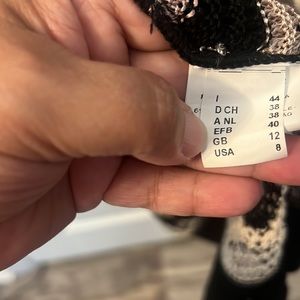 I 44
D CH 38
A NL 38
EFB 40
GB 12
USA 8